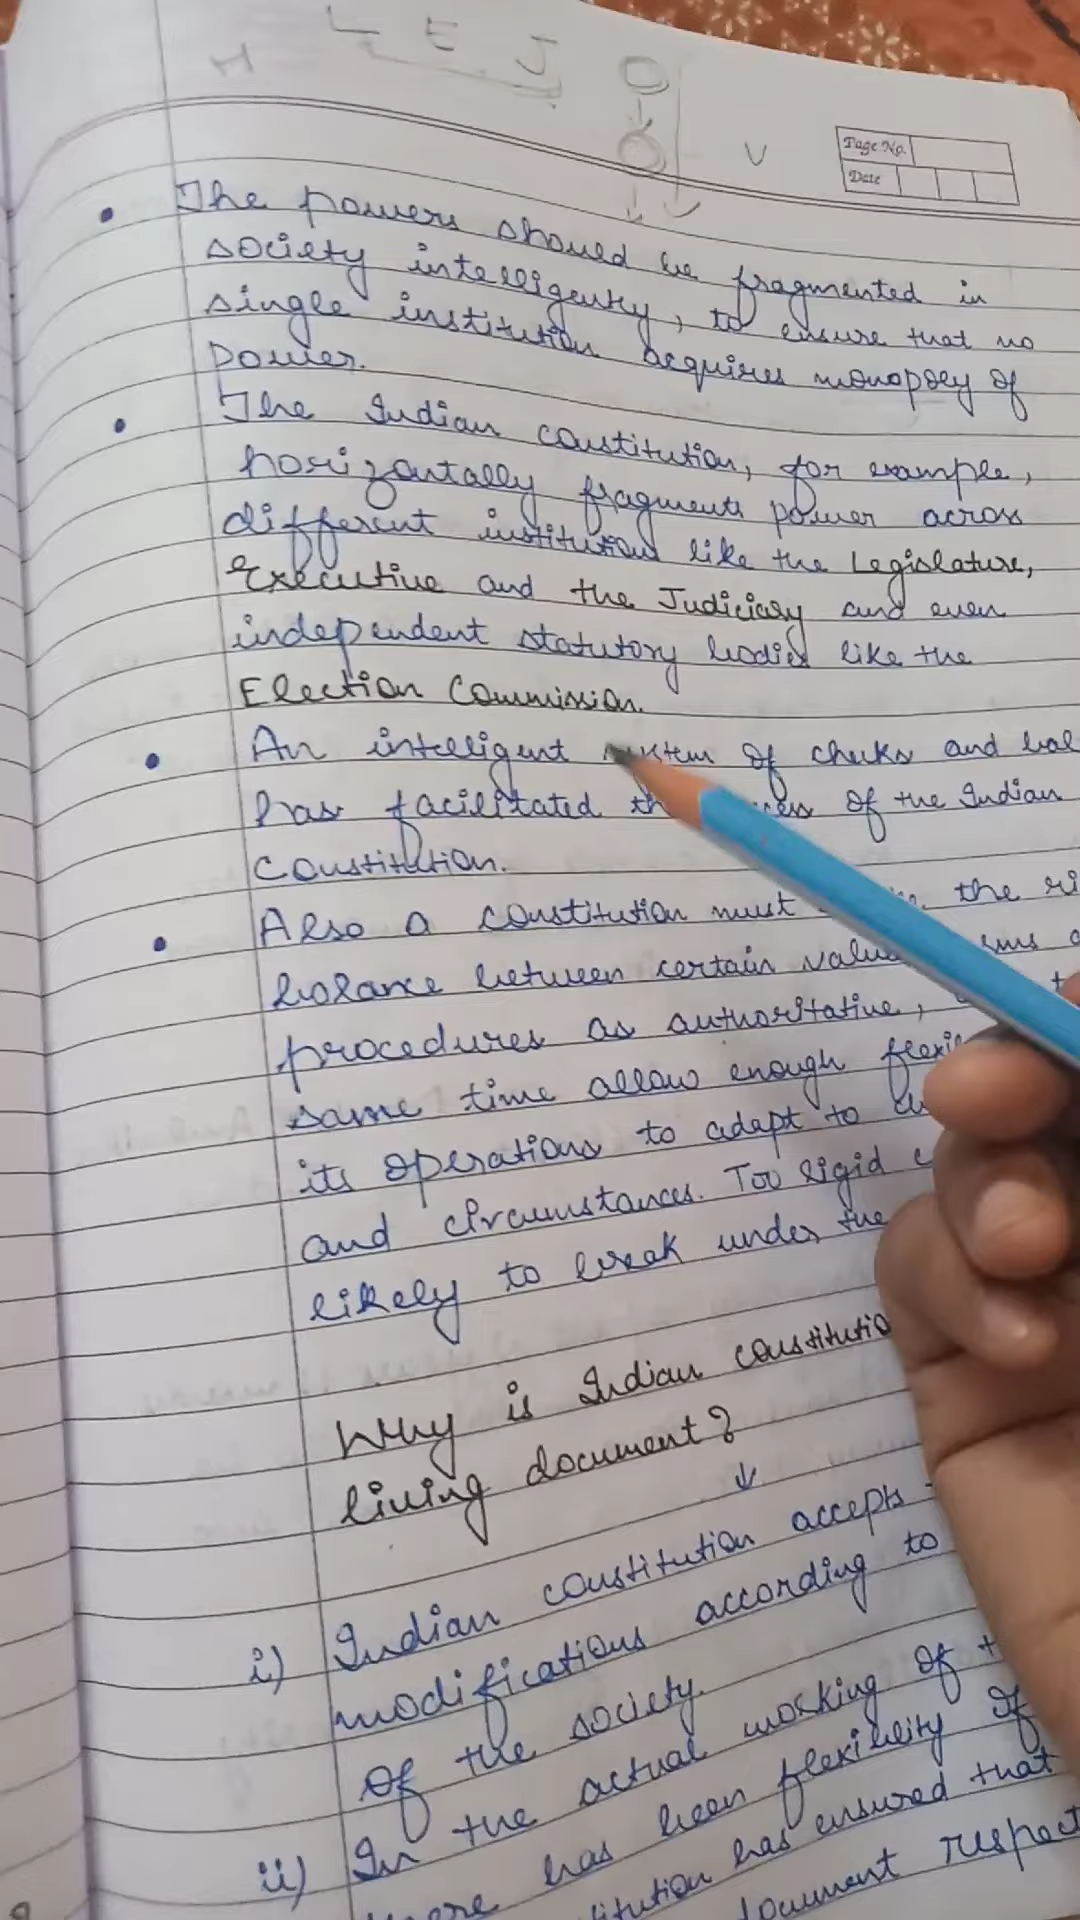 H L E J O
O V
Page No.
Date
The powers should be fragmented in
society intelligently, to ensure that no
single institution acquires monopoly of
power.
The Indian constitution, for example,
horizontally fragments power across
different institutions like the Legislature,
Executive and the Judiciary and even
independent statutory bodies like the
Election Commission.
An intelligent system of checks and bal
has facilitated the of the Indian
Constitution.
Also a constitution must the ri
balance between certain value
procedures as authoritative,
same time allow enough flexi
its operations to adapt to
and circumstances. Too rigid c
likely to break under the
Why is Indian constitutio
living document?
↓
i) Indian constitution accepts
modifications according to
of the society.
ii) In the actual working of t
has been flexibility of
itution has ensured that
document respect